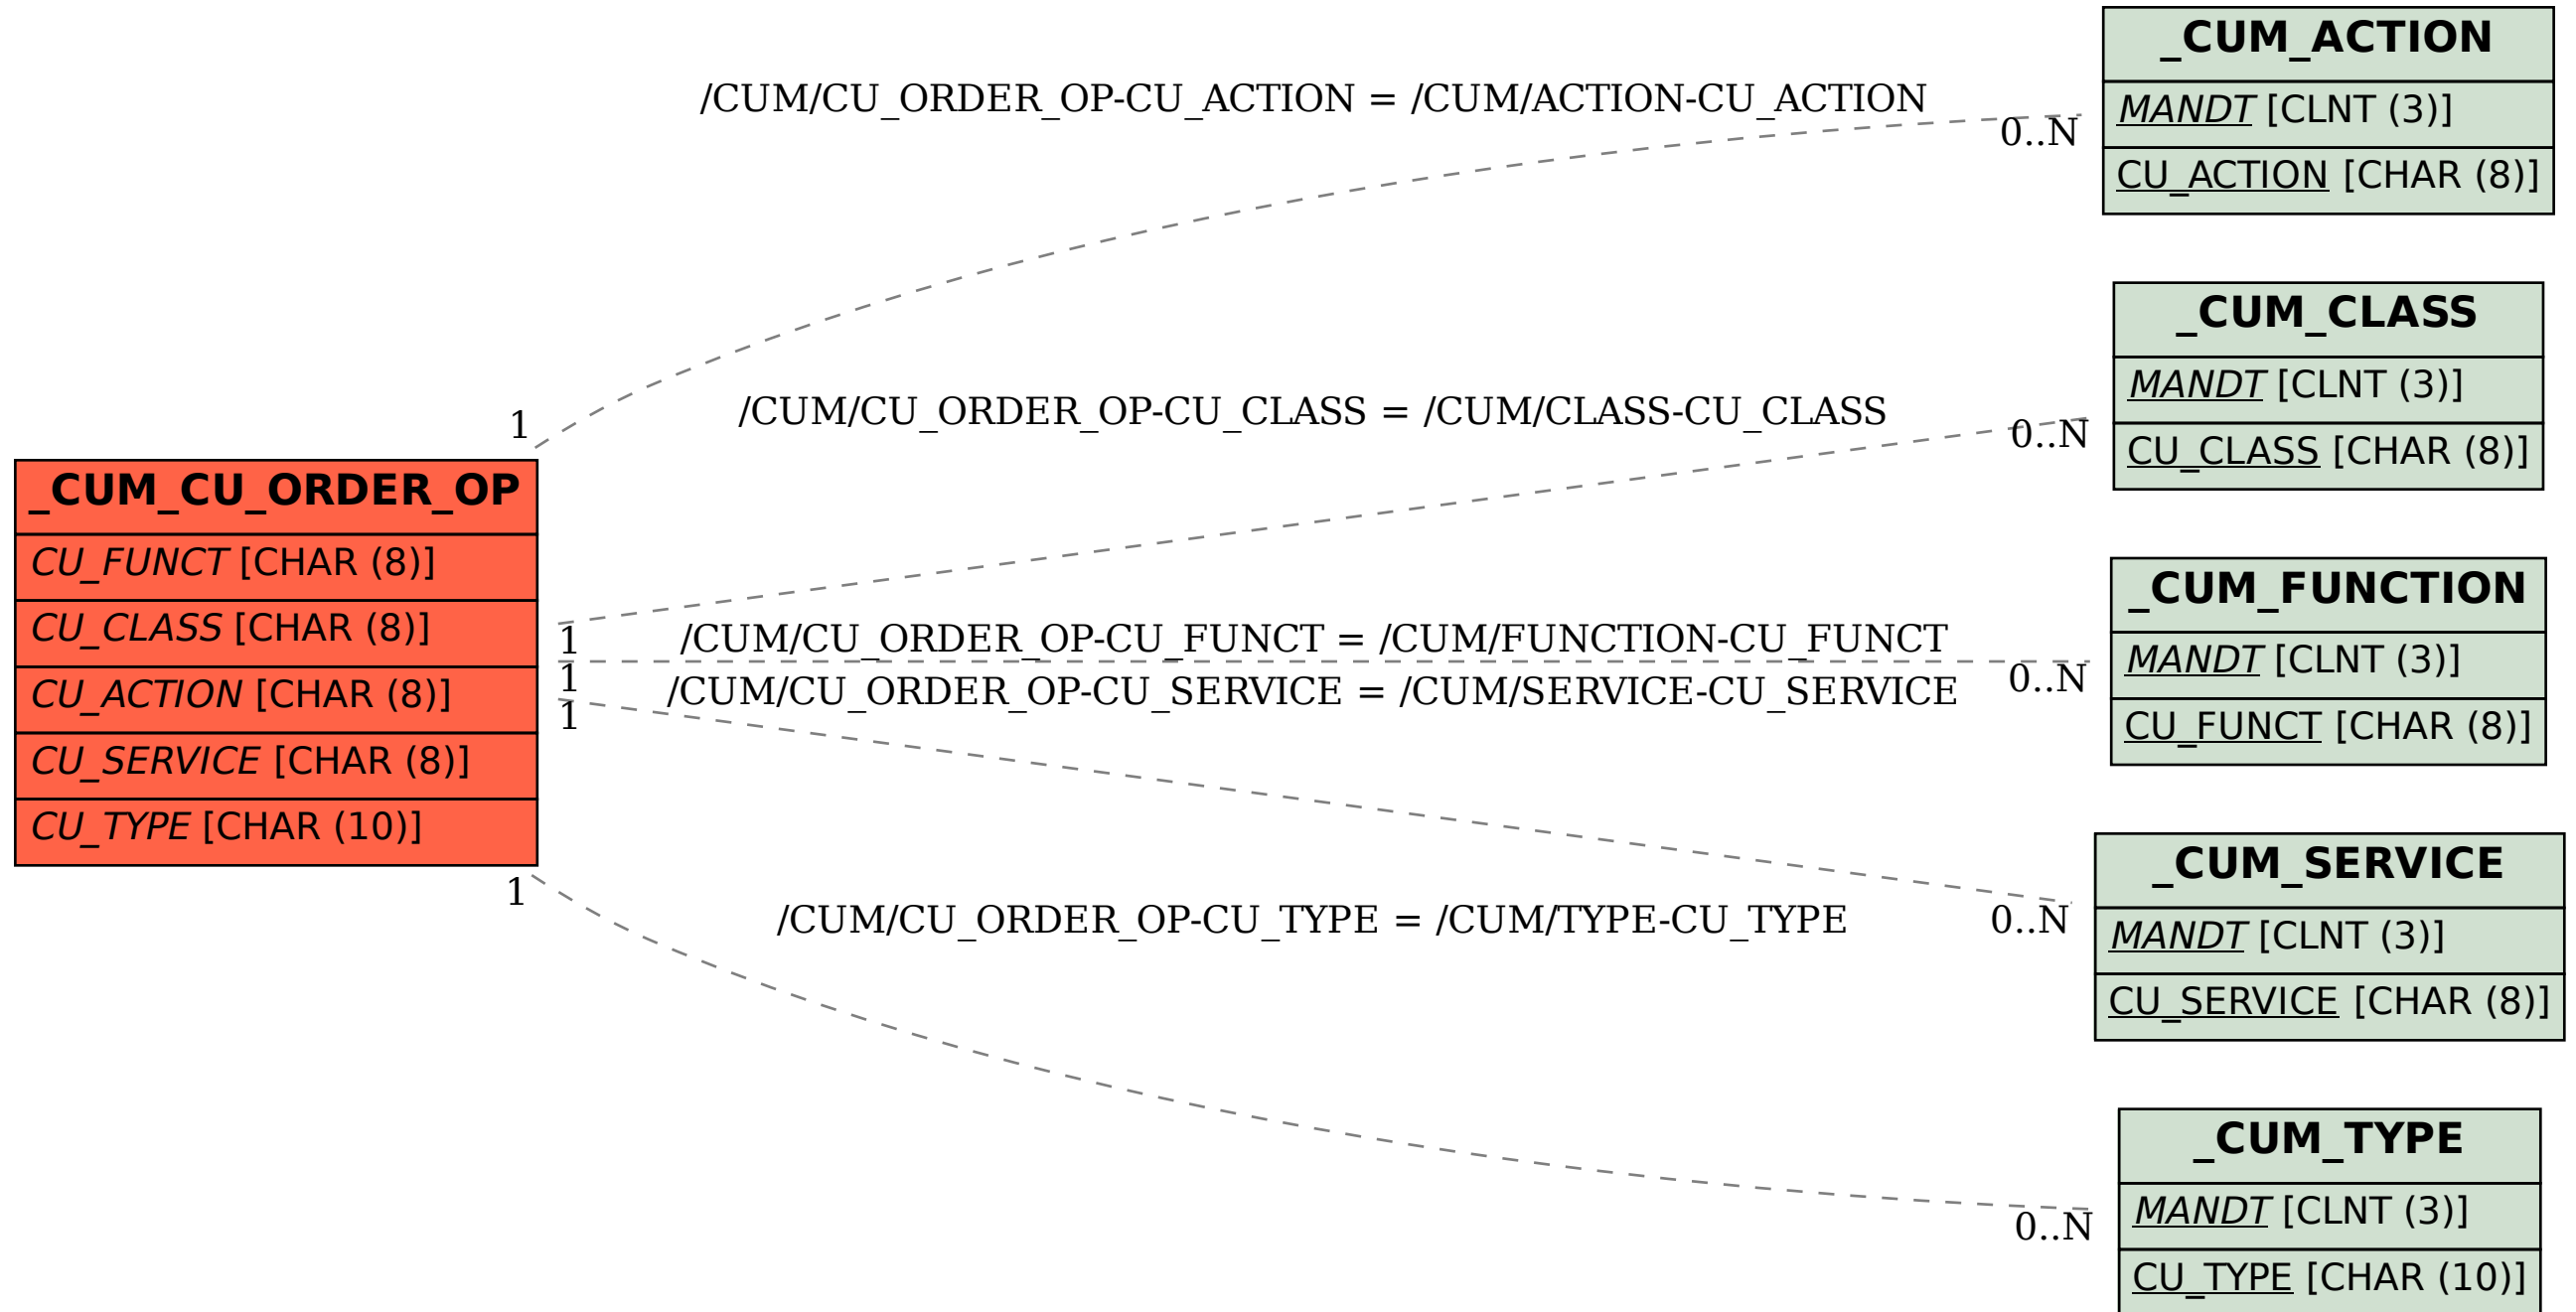 _CUM_ACTION
MANDT [CLNT (3)]
CU_ACTION [CHAR (8)]
/CUM/CU_ORDER_OP-CU_ACTION = /CUM/ACTION-CU_ACTION
0..N
1
_CUM_CLASS
MANDT [CLNT (3)]
CU_CLASS [CHAR (8)]
/CUM/CU_ORDER_OP-CU_CLASS = /CUM/CLASS-CU_CLASS
0..N
1
_CUM_CU_ORDER_OP
CU_FUNCT [CHAR (8)]
CU_CLASS [CHAR (8)]
CU_ACTION [CHAR (8)]
CU_SERVICE [CHAR (8)]
CU_TYPE [CHAR (10)]
_CUM_FUNCTION
MANDT [CLNT (3)]
CU_FUNCT [CHAR (8)]
/CUM/CU_ORDER_OP-CU_FUNCT = /CUM/FUNCTION-CU_FUNCT
0..N
1
/CUM/CU_ORDER_OP-CU_SERVICE = /CUM/SERVICE-CU_SERVICE
0..N
1
_CUM_SERVICE
MANDT [CLNT (3)]
CU_SERVICE [CHAR (8)]
/CUM/CU_ORDER_OP-CU_TYPE = /CUM/TYPE-CU_TYPE
0..N
1
_CUM_TYPE
MANDT [CLNT (3)]
CU_TYPE [CHAR (10)]